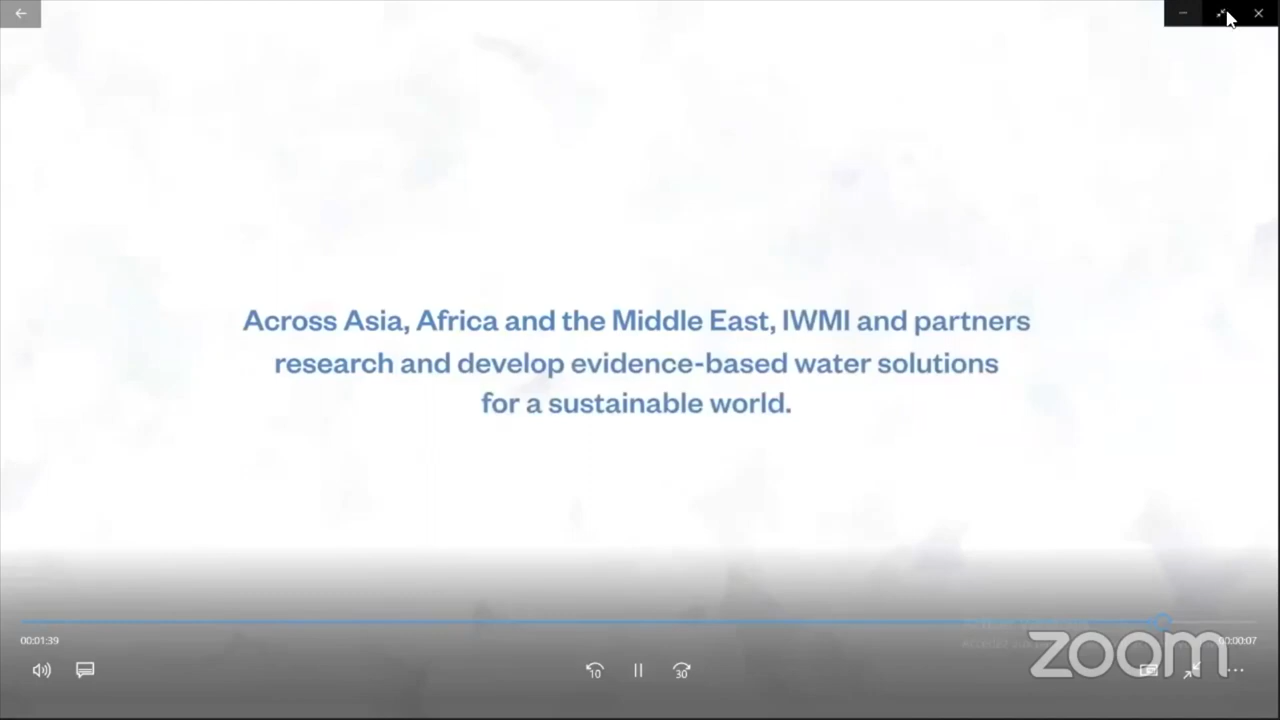 Across Asia, Africa and the Middle East, IWMI and partners
research and develop evidence-based water solutions
for a sustainable world.
00:01:39
00:00:07
10
30
zoom